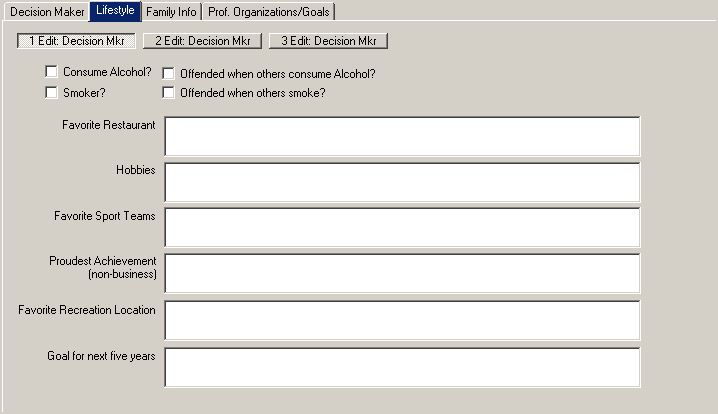 Decision Maker Lifestyle Family Info Prof. Organizations/Goals
1 Edit: Decision Mkr 2 Edit: Decision Mkr 3 Edit: Decision Mkr
Consume Alcohol? Offended when others consume Alcohol?
Smoker? Offended when others smoke?
Favorite Restaurant
Hobbies
Favorite Sport Teams
Proudest Achievement
(non-business)
Favorite Recreation Location
Goal for next five years